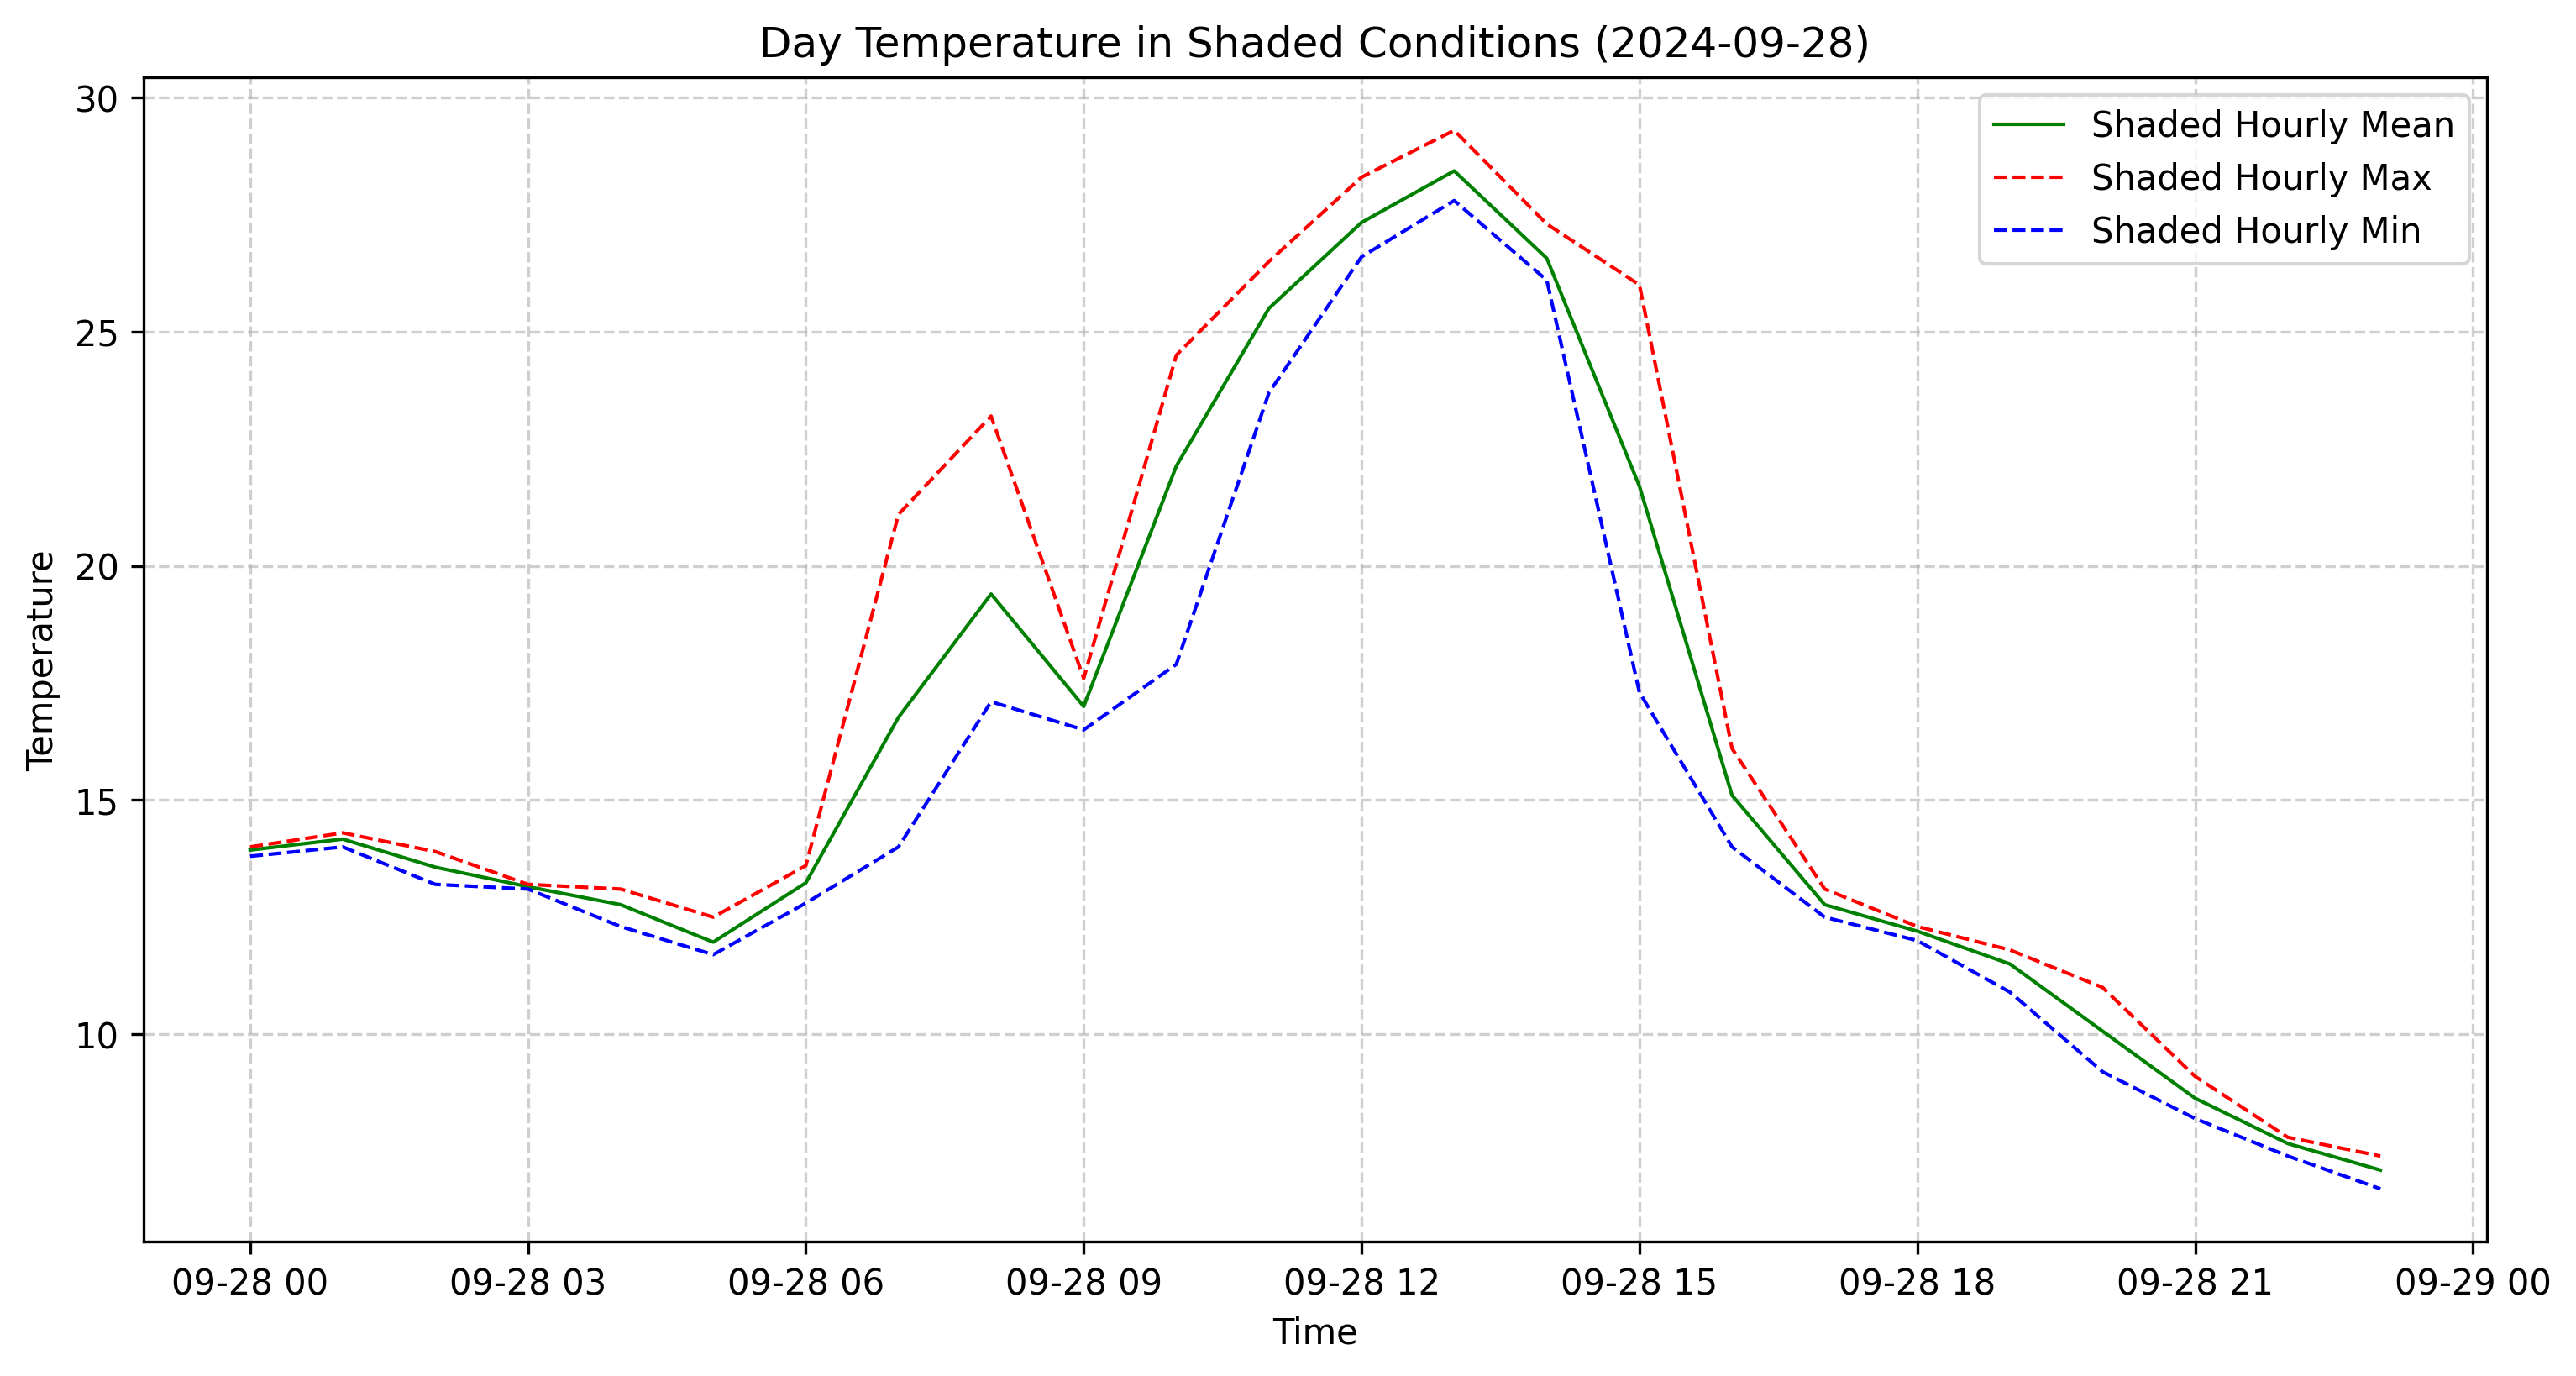 Day Temperature in Shaded Conditions (2024-09-28)
Shaded Hourly Mean
Shaded Hourly Max
Shaded Hourly Min
Temperature
30
25
20
15
10
09-28 00
09-28 03
09-28 06
09-28 09
09-28 12
09-28 15
09-28 18
09-28 21
09-29 00
Time